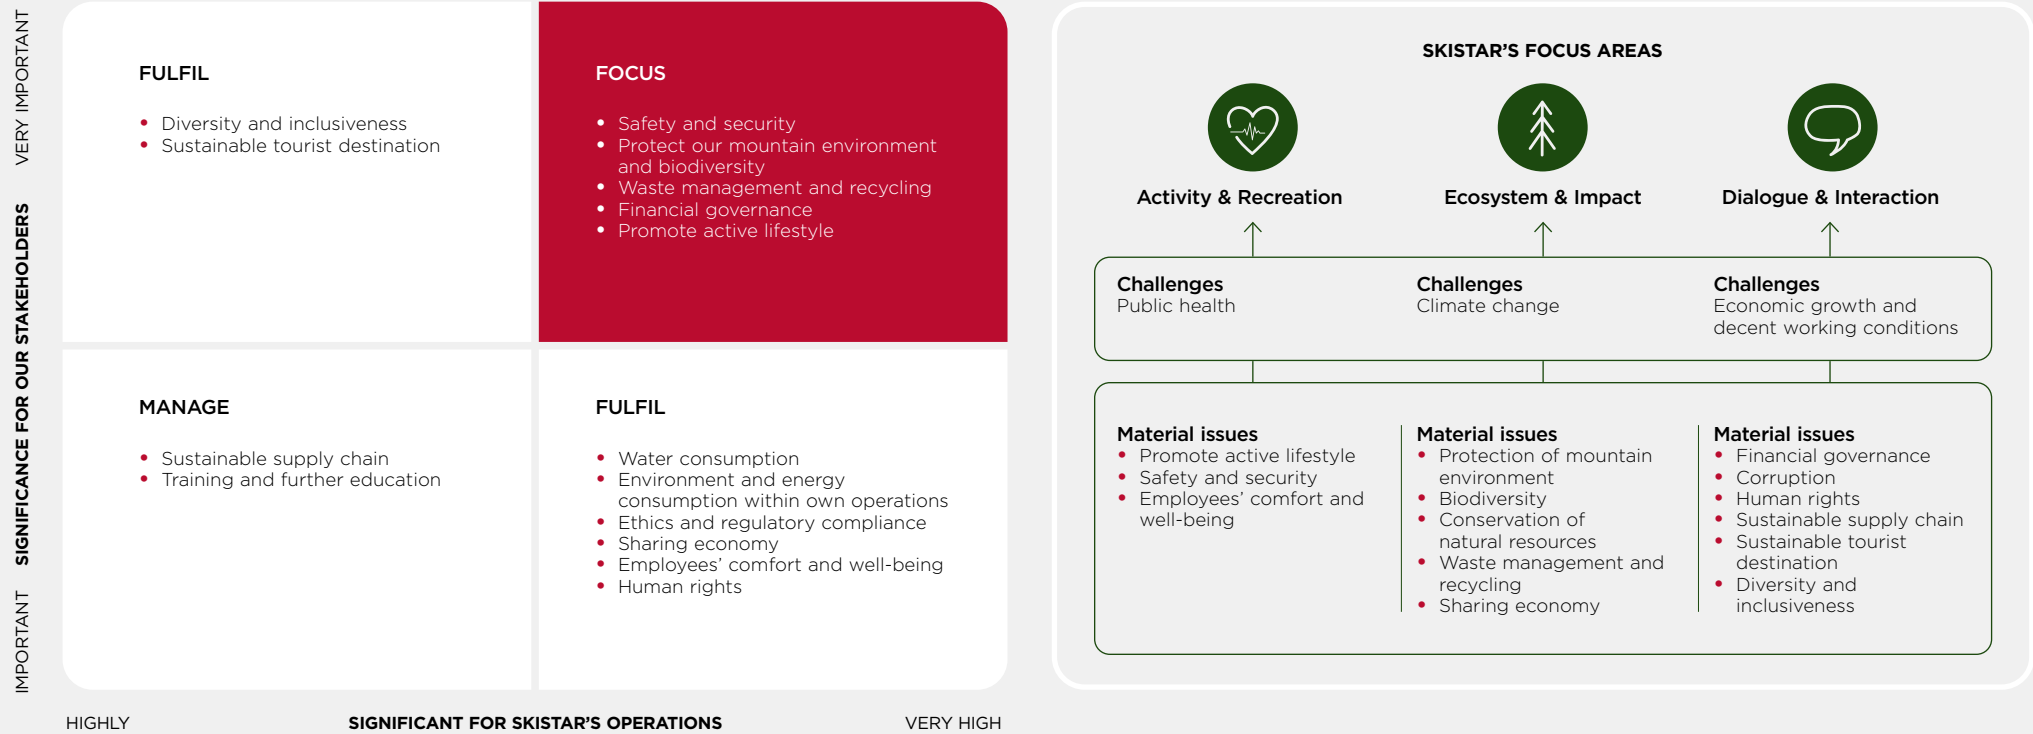 VERY IMPORTANT
SIGNIFICANCE FOR OUR STAKEHOLDERS
IMPORTANT
FULFIL
• Diversity and inclusiveness
• Sustainable tourist destination
FOCUS
• Safety and security
• Protect our mountain environment
and biodiversity
• Waste management and recycling
• Financial governance
• Promote active lifestyle
MANAGE
• Sustainable supply chain
• Training and further education
FULFIL
• Water consumption
• Environment and energy
consumption within own operations
• Ethics and regulatory compliance
• Sharing economy
• Employees’ comfort and well-being
• Human rights
HIGHLY
SIGNIFICANT FOR SKISTAR’S OPERATIONS
VERY HIGH
SKISTAR’S FOCUS AREAS
Activity & Recreation
Ecosystem & Impact
Dialogue & Interaction
Challenges
Public health
Challenges
Climate change
Challenges
Economic growth and
decent working conditions
Material issues
• Promote active lifestyle
• Safety and security
• Employees’ comfort and
well-being
Material issues
• Protection of mountain
environment
• Biodiversity
• Conservation of
natural resources
• Waste management and
recycling
• Sharing economy
Material issues
• Financial governance
• Corruption
• Human rights
• Sustainable supply chain
• Sustainable tourist
destination
• Diversity and
inclusiveness